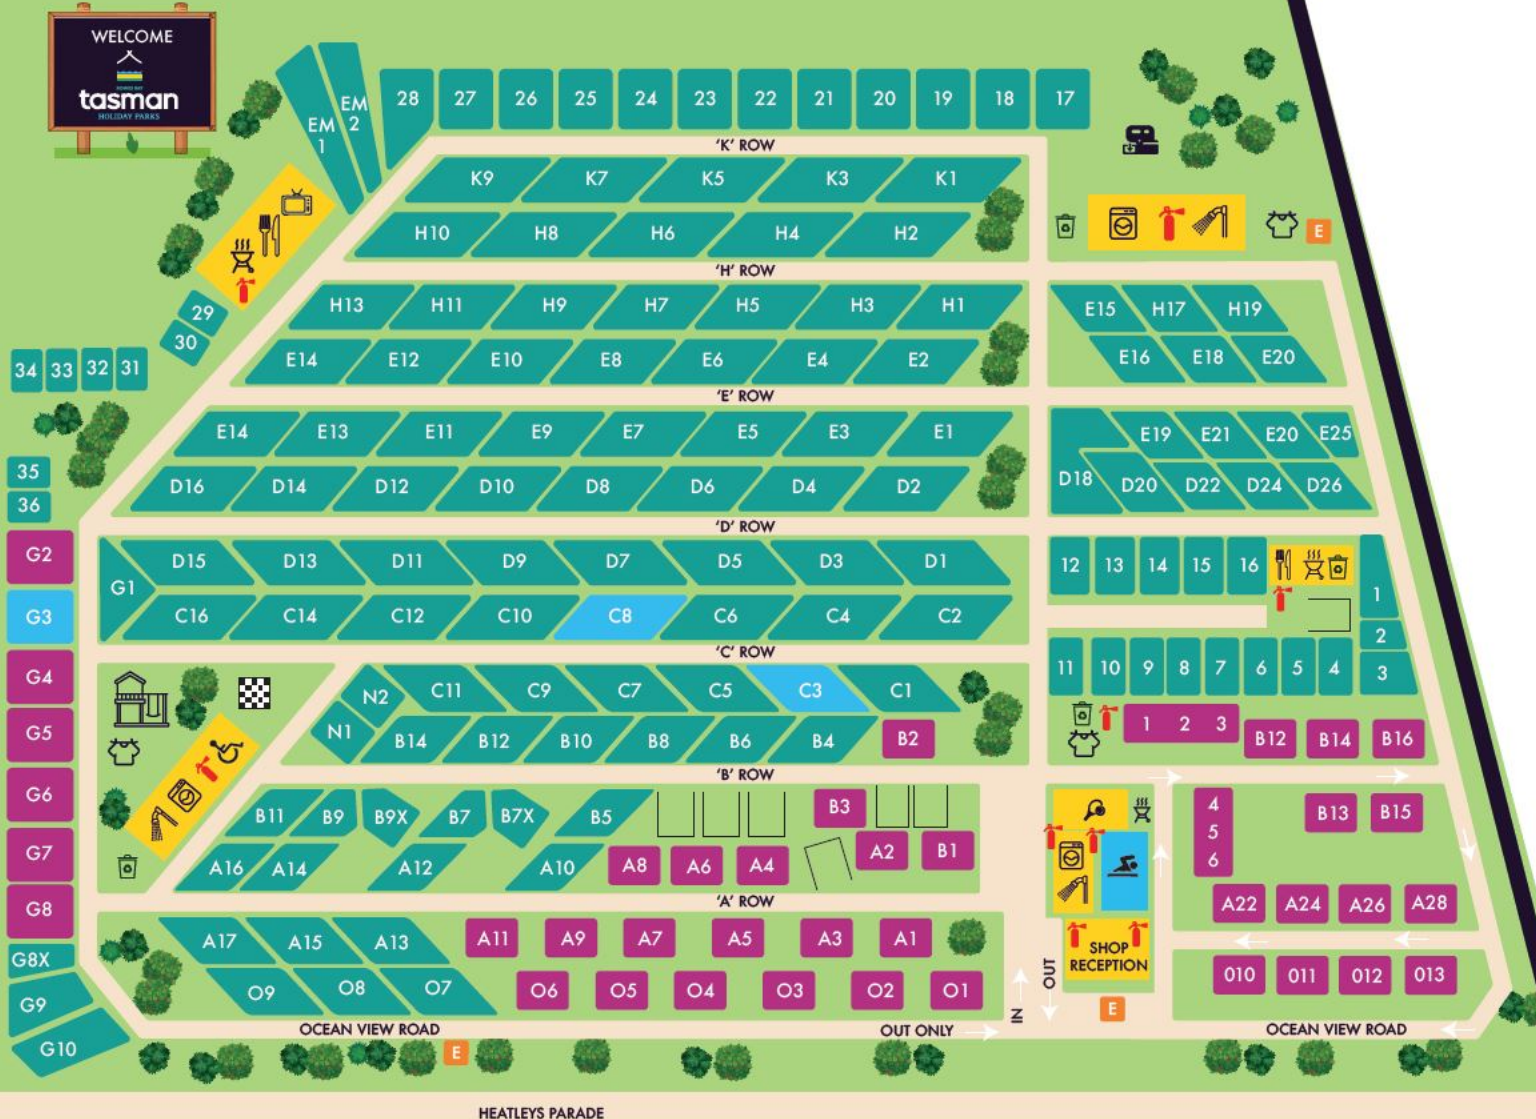 WELCOME
tasman
HOLIDAY PARKS
EM 1
EM 2
28 27 26 25 24 23 22 21 20 19 18 17
'K' ROW
K9 K7 K5 K3 K1
H10 H8 H6 H4 H2
E
'H' ROW
29
30
H13 H11 H9 H7 H5 H3 H1
E15 H17 H19
34 33 32 31
E14 E12 E10 E8 E6 E4 E2
E16 E18 E20
'E' ROW
E14 E13 E11 E9 E7 E5 E3 E1
E19 E21 E20 E25
35
36
D16 D14 D12 D10 D8 D6 D4 D2
D18 D20 D22 D24 D26
'D' ROW
G2
G3
G4
G5
G6
G7
G8
G8X
G9
G10
G1
D15 D13 D11 D9 D7 D5 D3 D1
12 13 14 15 16
1
2
3
C16 C14 C12 C10 C8 C6 C4 C2
'C' ROW
11 10 9 8 7 6 5 4
N2 C11 C9 C7 C5 C3 C1
N1 B14 B12 B10 B8 B6 B4 B2
1 2 3 B12 B14 B16
'B' ROW
B11 B9 B9X B7 B7X B5 B3
4
5
6
B13 B15
A16 A14 A12 A10 A8 A6 A4 A2 B1
'A' ROW
A22 A24 A26 A28
A17 A15 A13 A11 A9 A7 A5 A3 A1
SHOP
RECEPTION
O9 O8 O7 O6 O5 O4 O3 O2 O1
010 011 012 013
OUT
IN
E
OCEAN VIEW ROAD
OUT ONLY
OCEAN VIEW ROAD
E
HEATLEYS PARADE